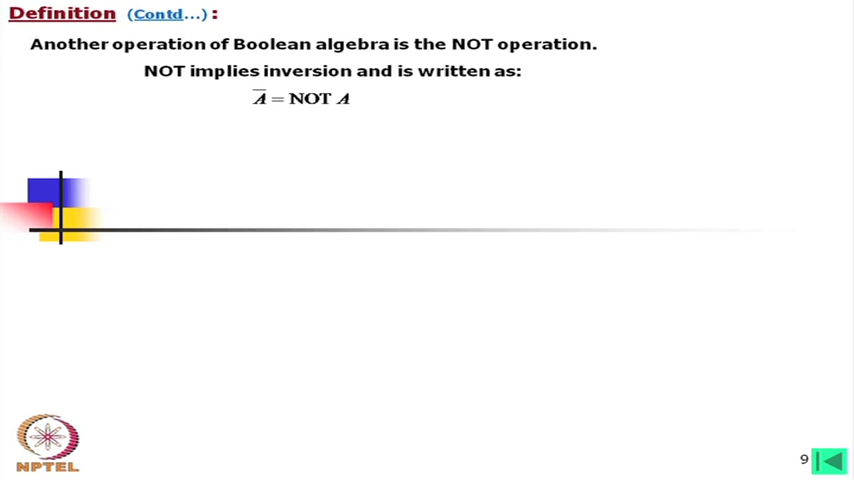 Definition (Contd...) :
Another operation of Boolean algebra is the NOT operation.
NOT implies inversion and is written as:
A̅ = NOT A
NPTEL
9